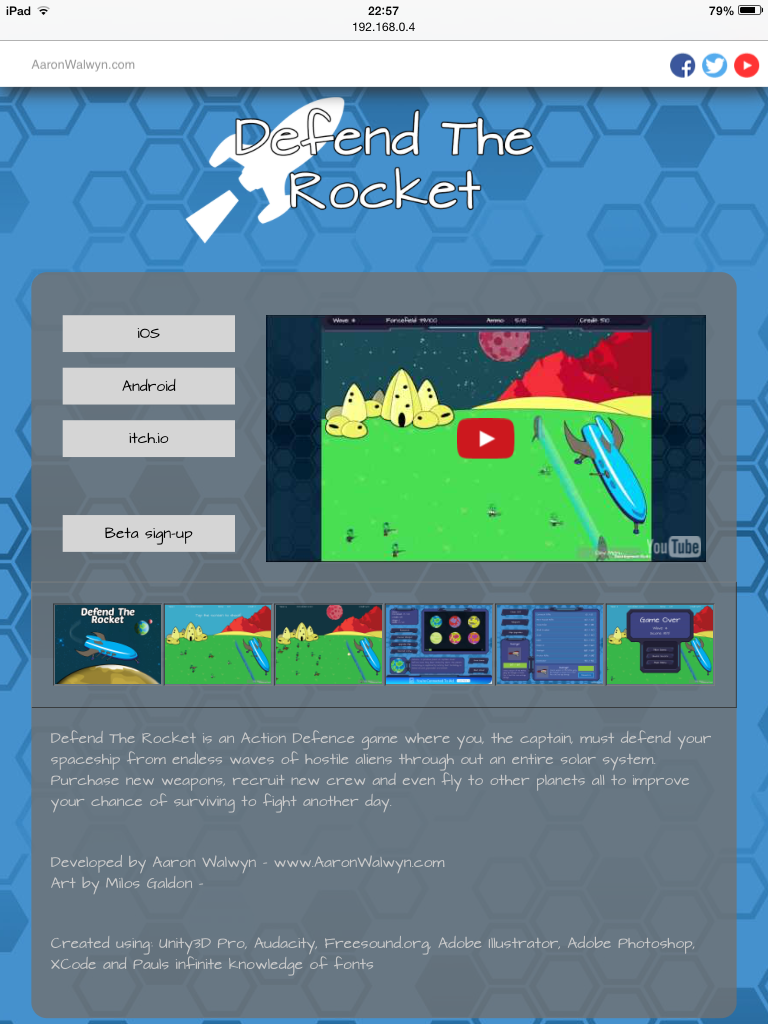 iPad 22:57 79%
192.168.0.4
AaronWalwyn.com
Defend The
Rocket
iOS
Android
itch.io
Beta sign-up
Wave 4 Forcefield 99/100 Ammo Credit 510
YouTube
Defend The
Rocket
Game Over
Defend The Rocket is an Action Defence game where you, the captain, must defend your
spaceship from endless waves of hostile aliens through out an entire solar system.
Purchase new weapons, recruit new crew and even fly to other planets all to improve
your chance of surviving to fight another day.
Developed by Aaron Walwyn - www.AaronWalwyn.com
Art by Milos Galdon -
Created using: Unity3D Pro, Audacity, Freesound.org, Adobe Illustrator, Adobe Photoshop,
XCode and Pauls infinite knowledge of fonts